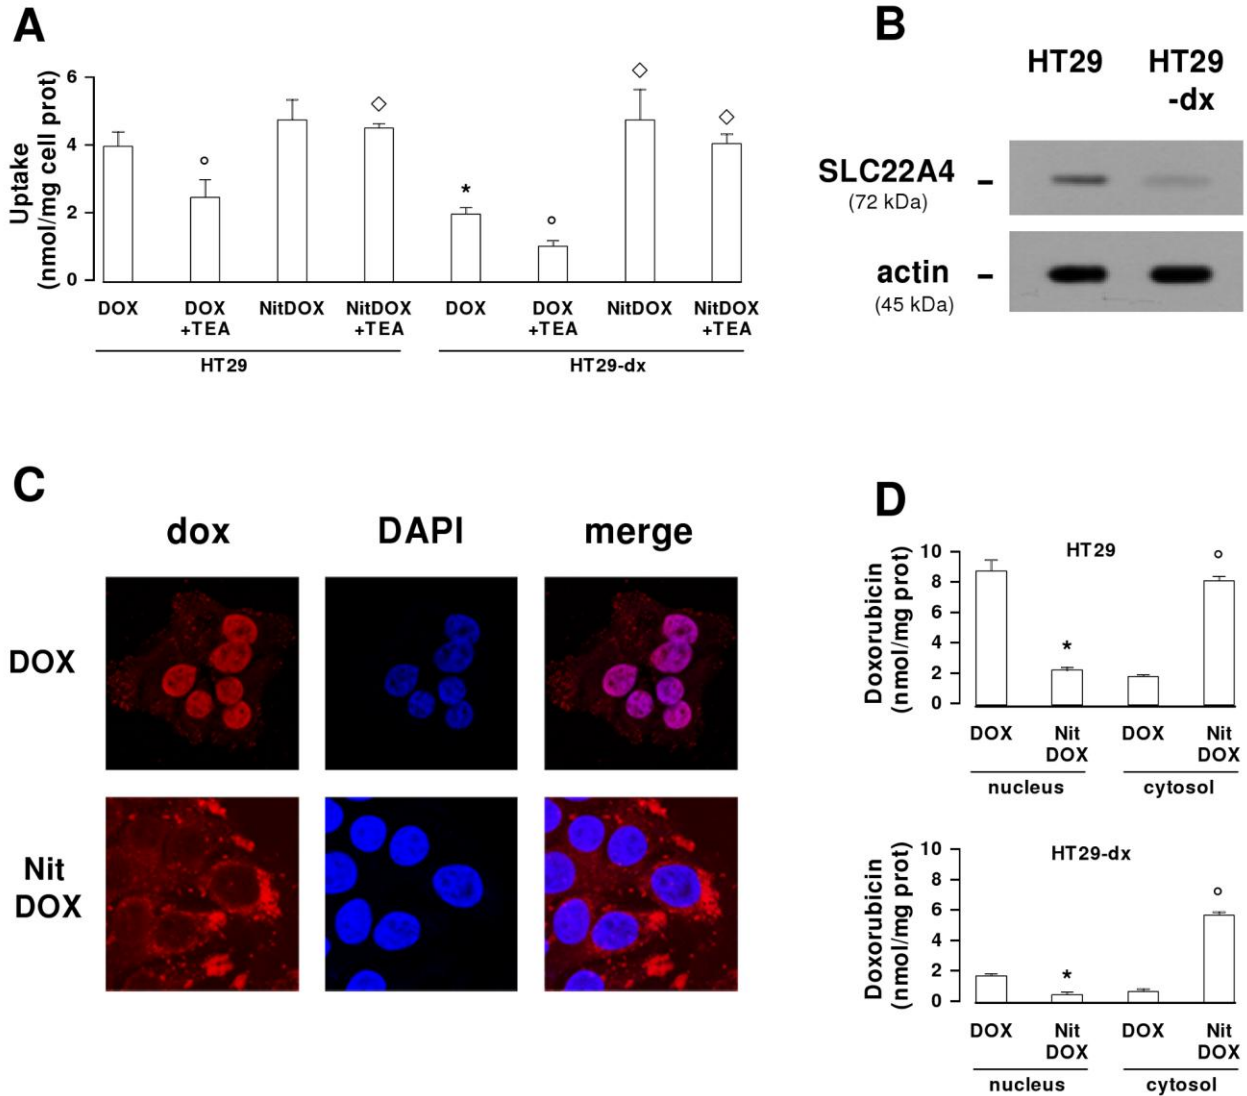 A
Uptake
(nmol/mg cell prot)
6
4
2
0
°
◇
*
°
◇
◇
DOX
DOX
+TEA
NitDOX
NitDOX
+TEA
DOX
DOX
+TEA
NitDOX
NitDOX
+TEA
HT29
HT29-dx
B
HT29
HT29
-dx
SLC22A4
(72 kDa)
actin
(45 kDa)
C
dox
DAPI
merge
DOX
Nit
DOX
D
HT29
Doxorubicin
(nmol/mg prot)
10
8
6
4
2
0
*
°
DOX
Nit
DOX
DOX
Nit
DOX
nucleus
cytosol
HT29-dx
Doxorubicin
(nmol/mg prot)
10
8
6
4
2
0
*
°
DOX
Nit
DOX
DOX
Nit
DOX
nucleus
cytosol